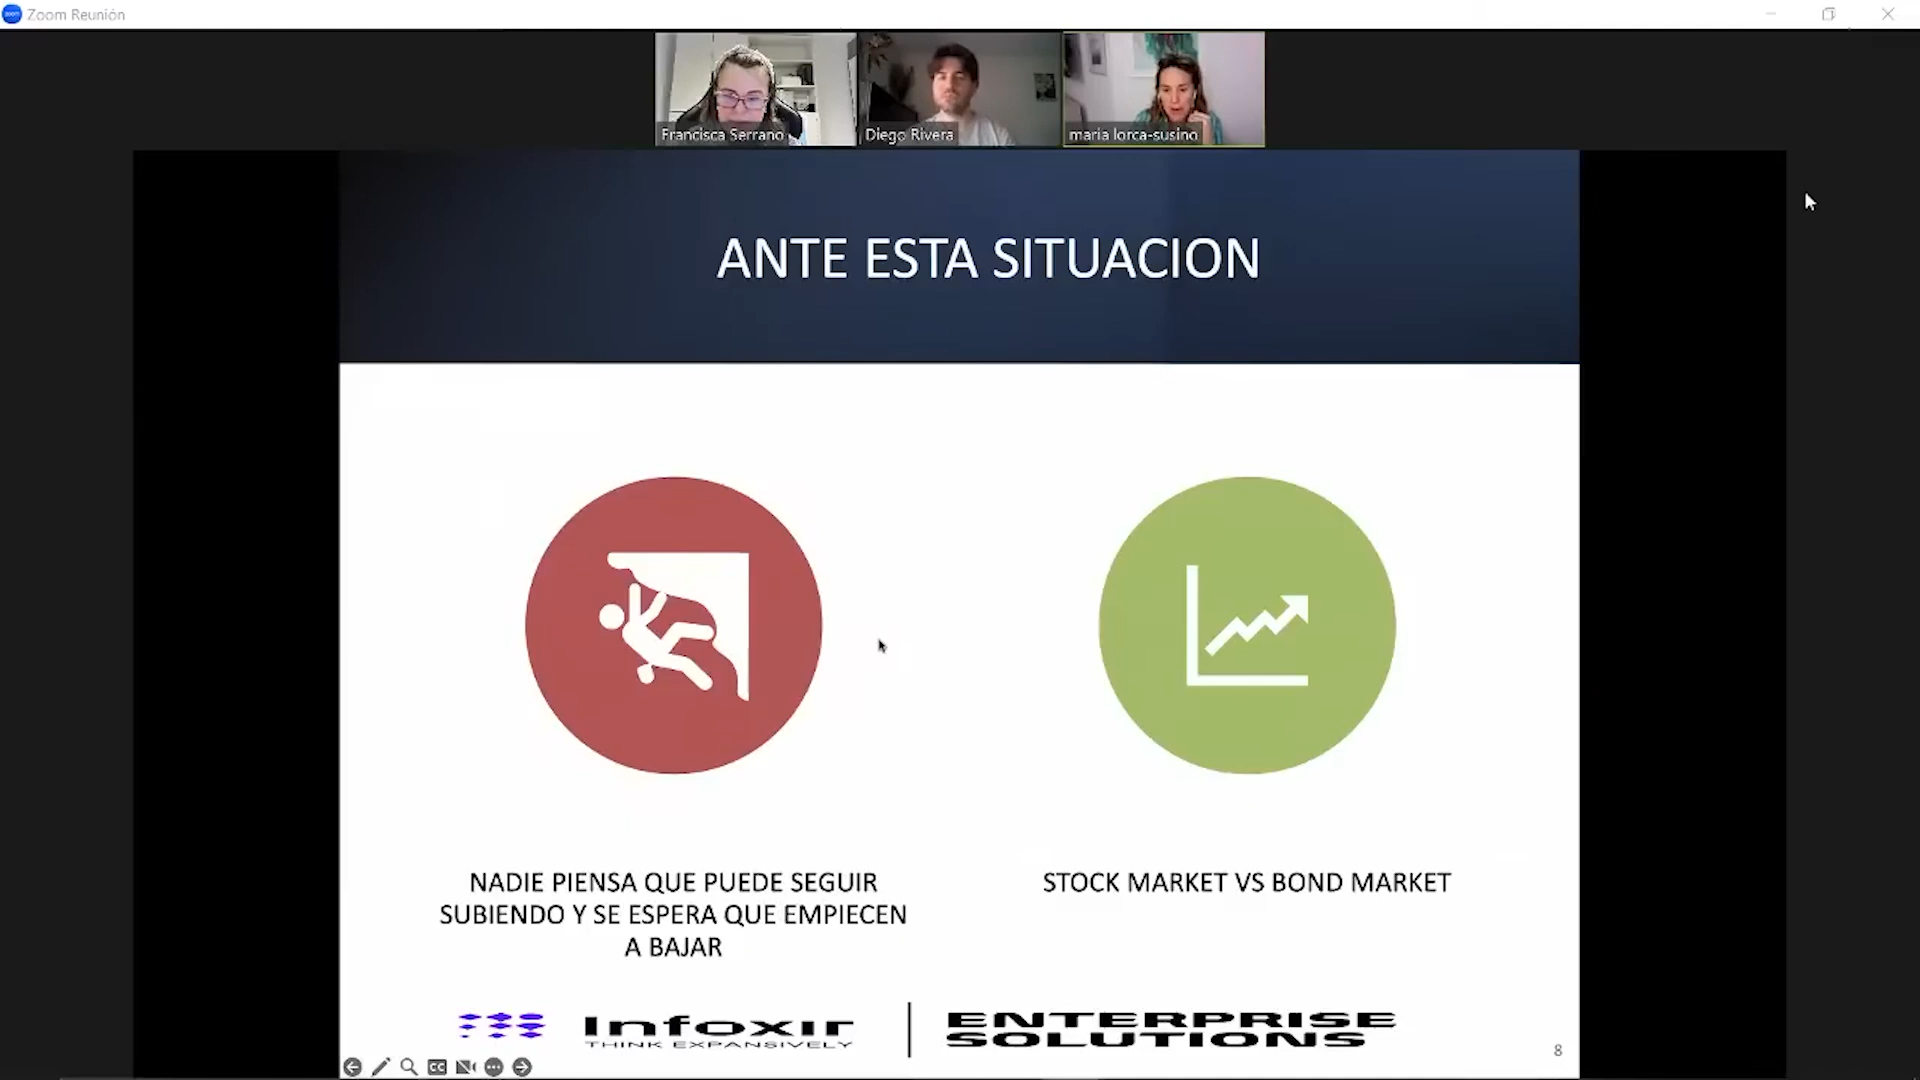 Zoom Reunión
Francisca Serrano
Diego Rivera
maria lorca-susino
ANTE ESTA SITUACION
NADIE PIENSA QUE PUEDE SEGUIR
SUBIENDO Y SE ESPERA QUE EMPIECEN
A BAJAR
STOCK MARKET VS BOND MARKET
Infoxir
THINK EXPANSIVELY
ENTERPRISE
SOLUTIONS
8
CC